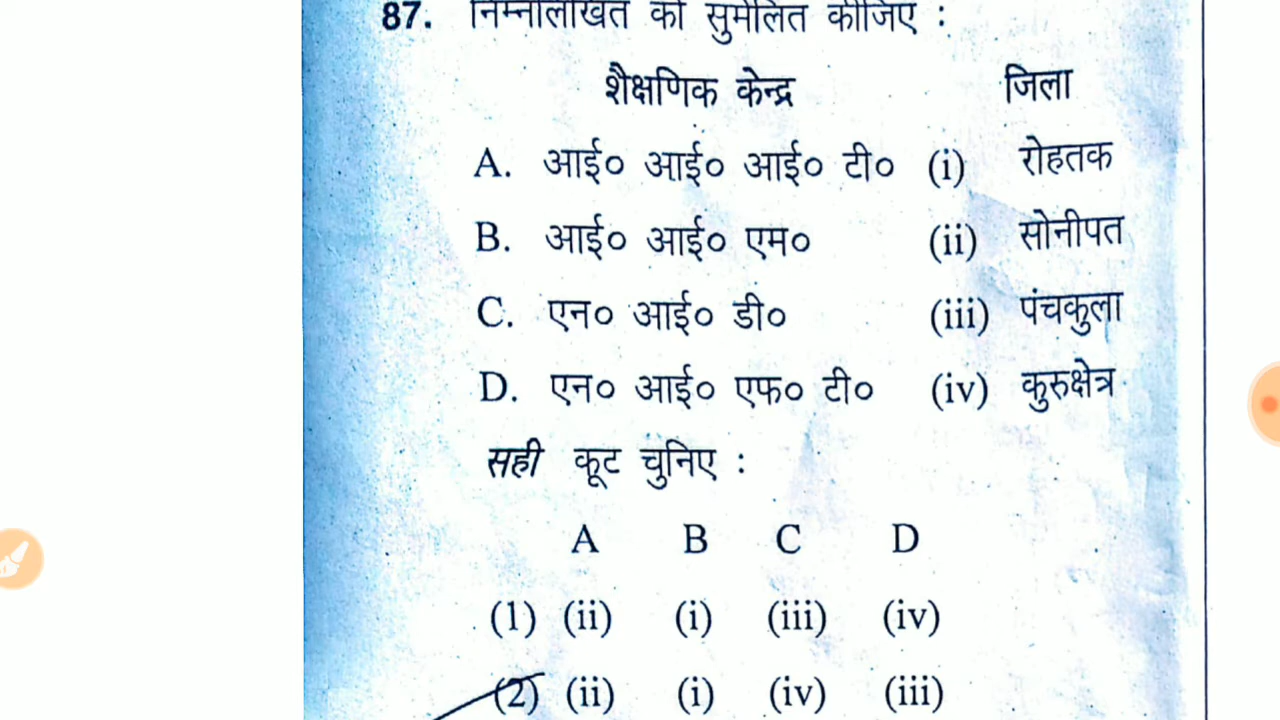 87. निम्नलिखित को सुमेलित कीजिए :
शैक्षणिक केन्द्र जिला
A. आई० आई० आई० टी० (i) रोहतक
B. आई० आई० एम० (ii) सोनीपत
C. एन० आई० डी० (iii) पंचकुला
D. एन० आई० एफ० टी० (iv) कुरुक्षेत्र
सही कूट चुनिए :
A B C D
(1) (ii) (i) (iii) (iv)
(2) (ii) (i) (iv) (iii)